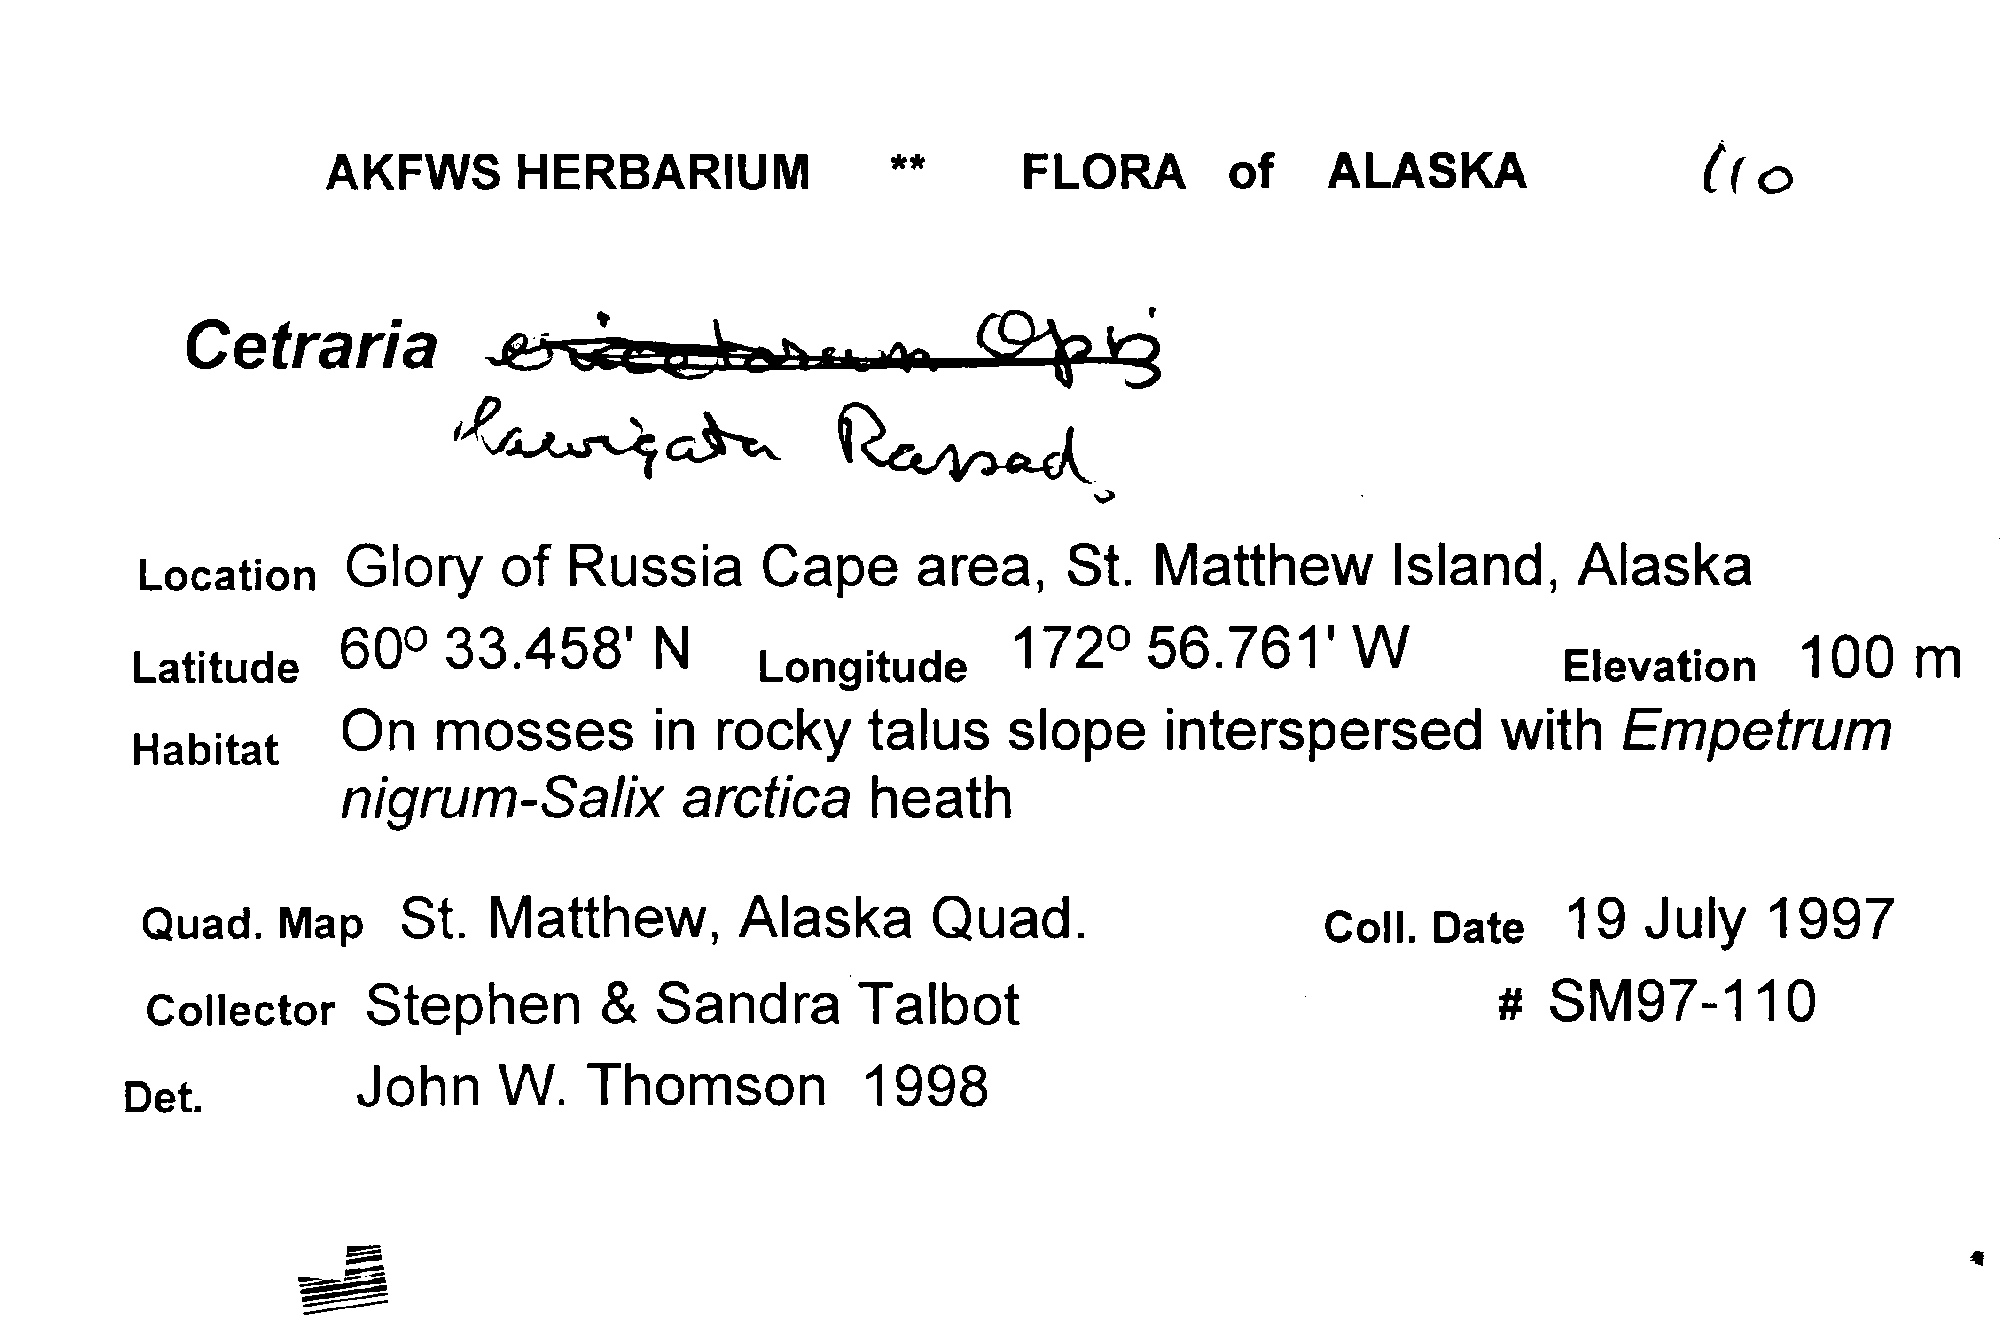 AKFWS HERBARIUM ** FLORA of ALASKA 110
Cetraria ericetorum Opiz
laevigata Rassad.
Location Glory of Russia Cape area, St. Matthew Island, Alaska
Latitude 60º 33.458' N Longitude 172º 56.761' W Elevation 100 m
Habitat On mosses in rocky talus slope interspersed with Empetrum
nigrum-Salix arctica heath
Quad. Map St. Matthew, Alaska Quad. Coll. Date 19 July 1997
Collector Stephen & Sandra Talbot # SM97-110
Det. John W. Thomson 1998